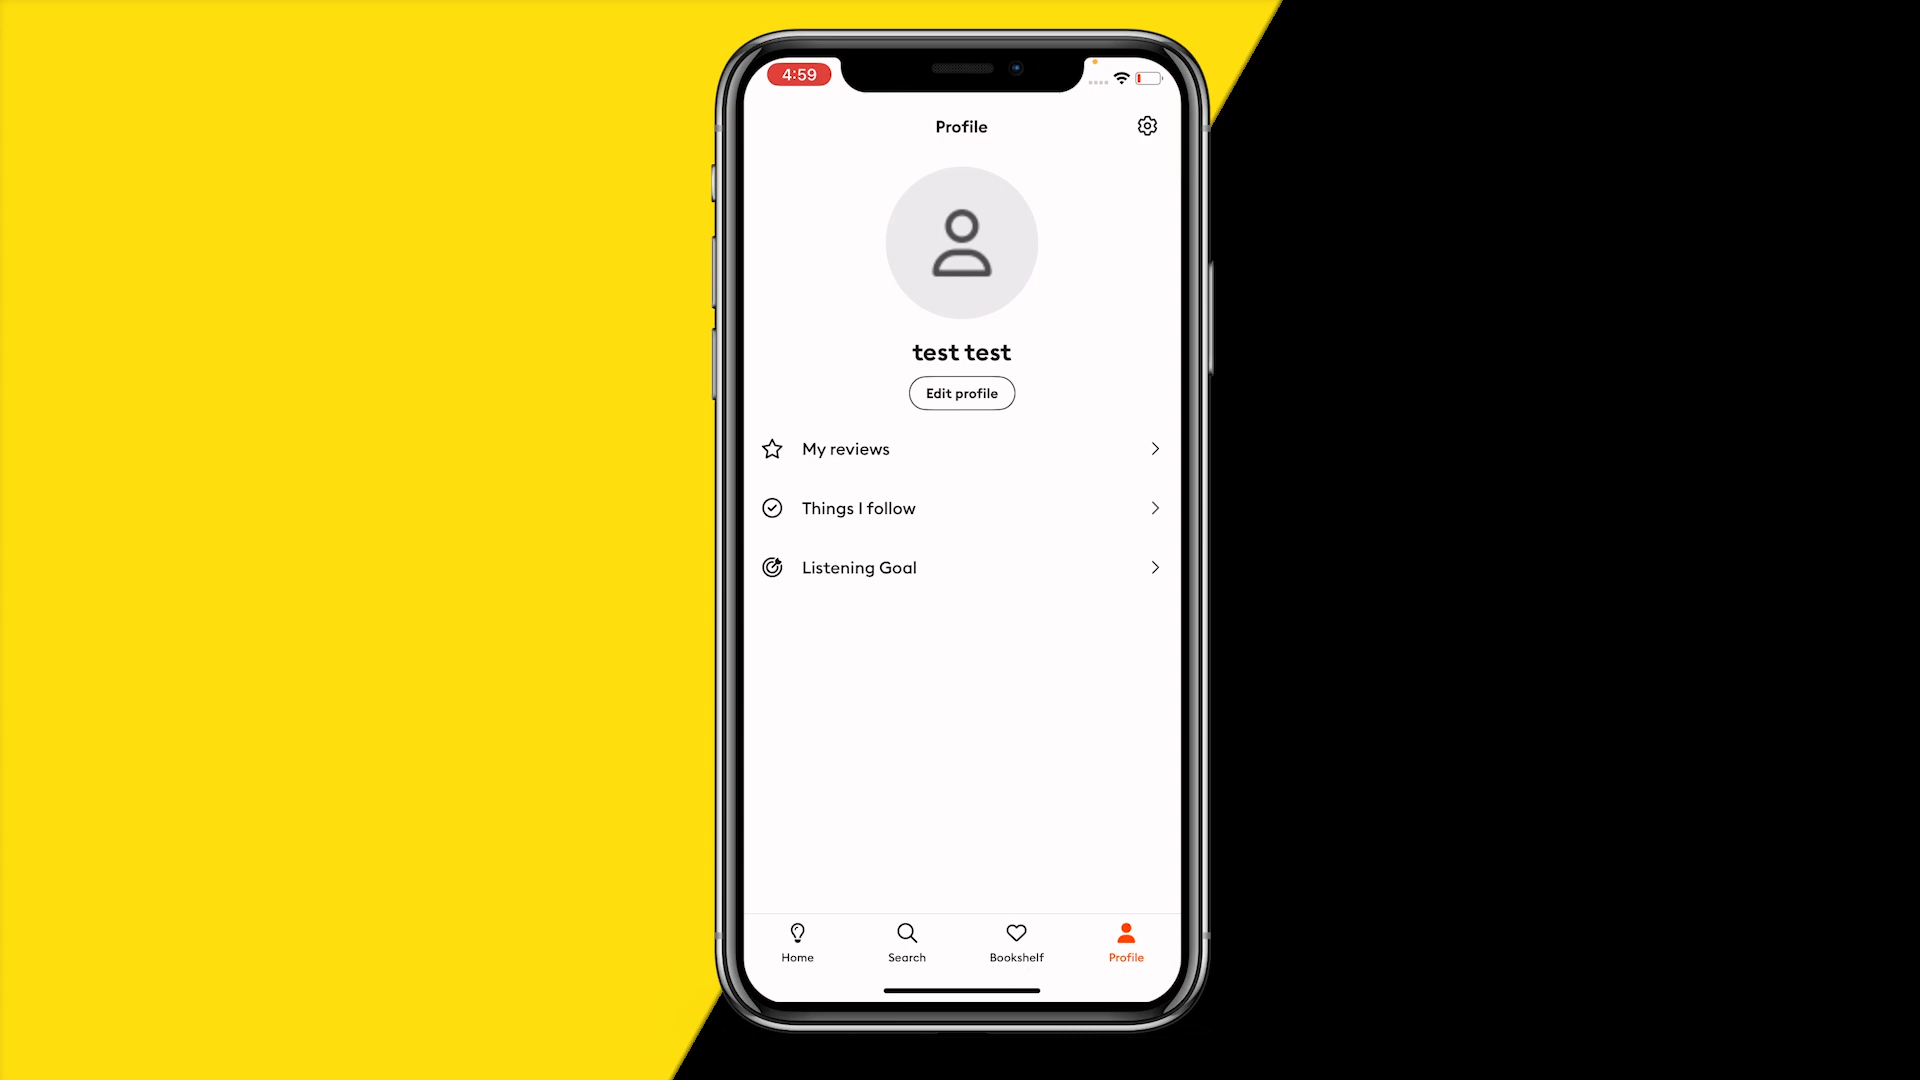 4:59
Profile
test test
Edit profile
My reviews
Things I follow
Listening Goal
Home
Search
Bookshelf
Profile